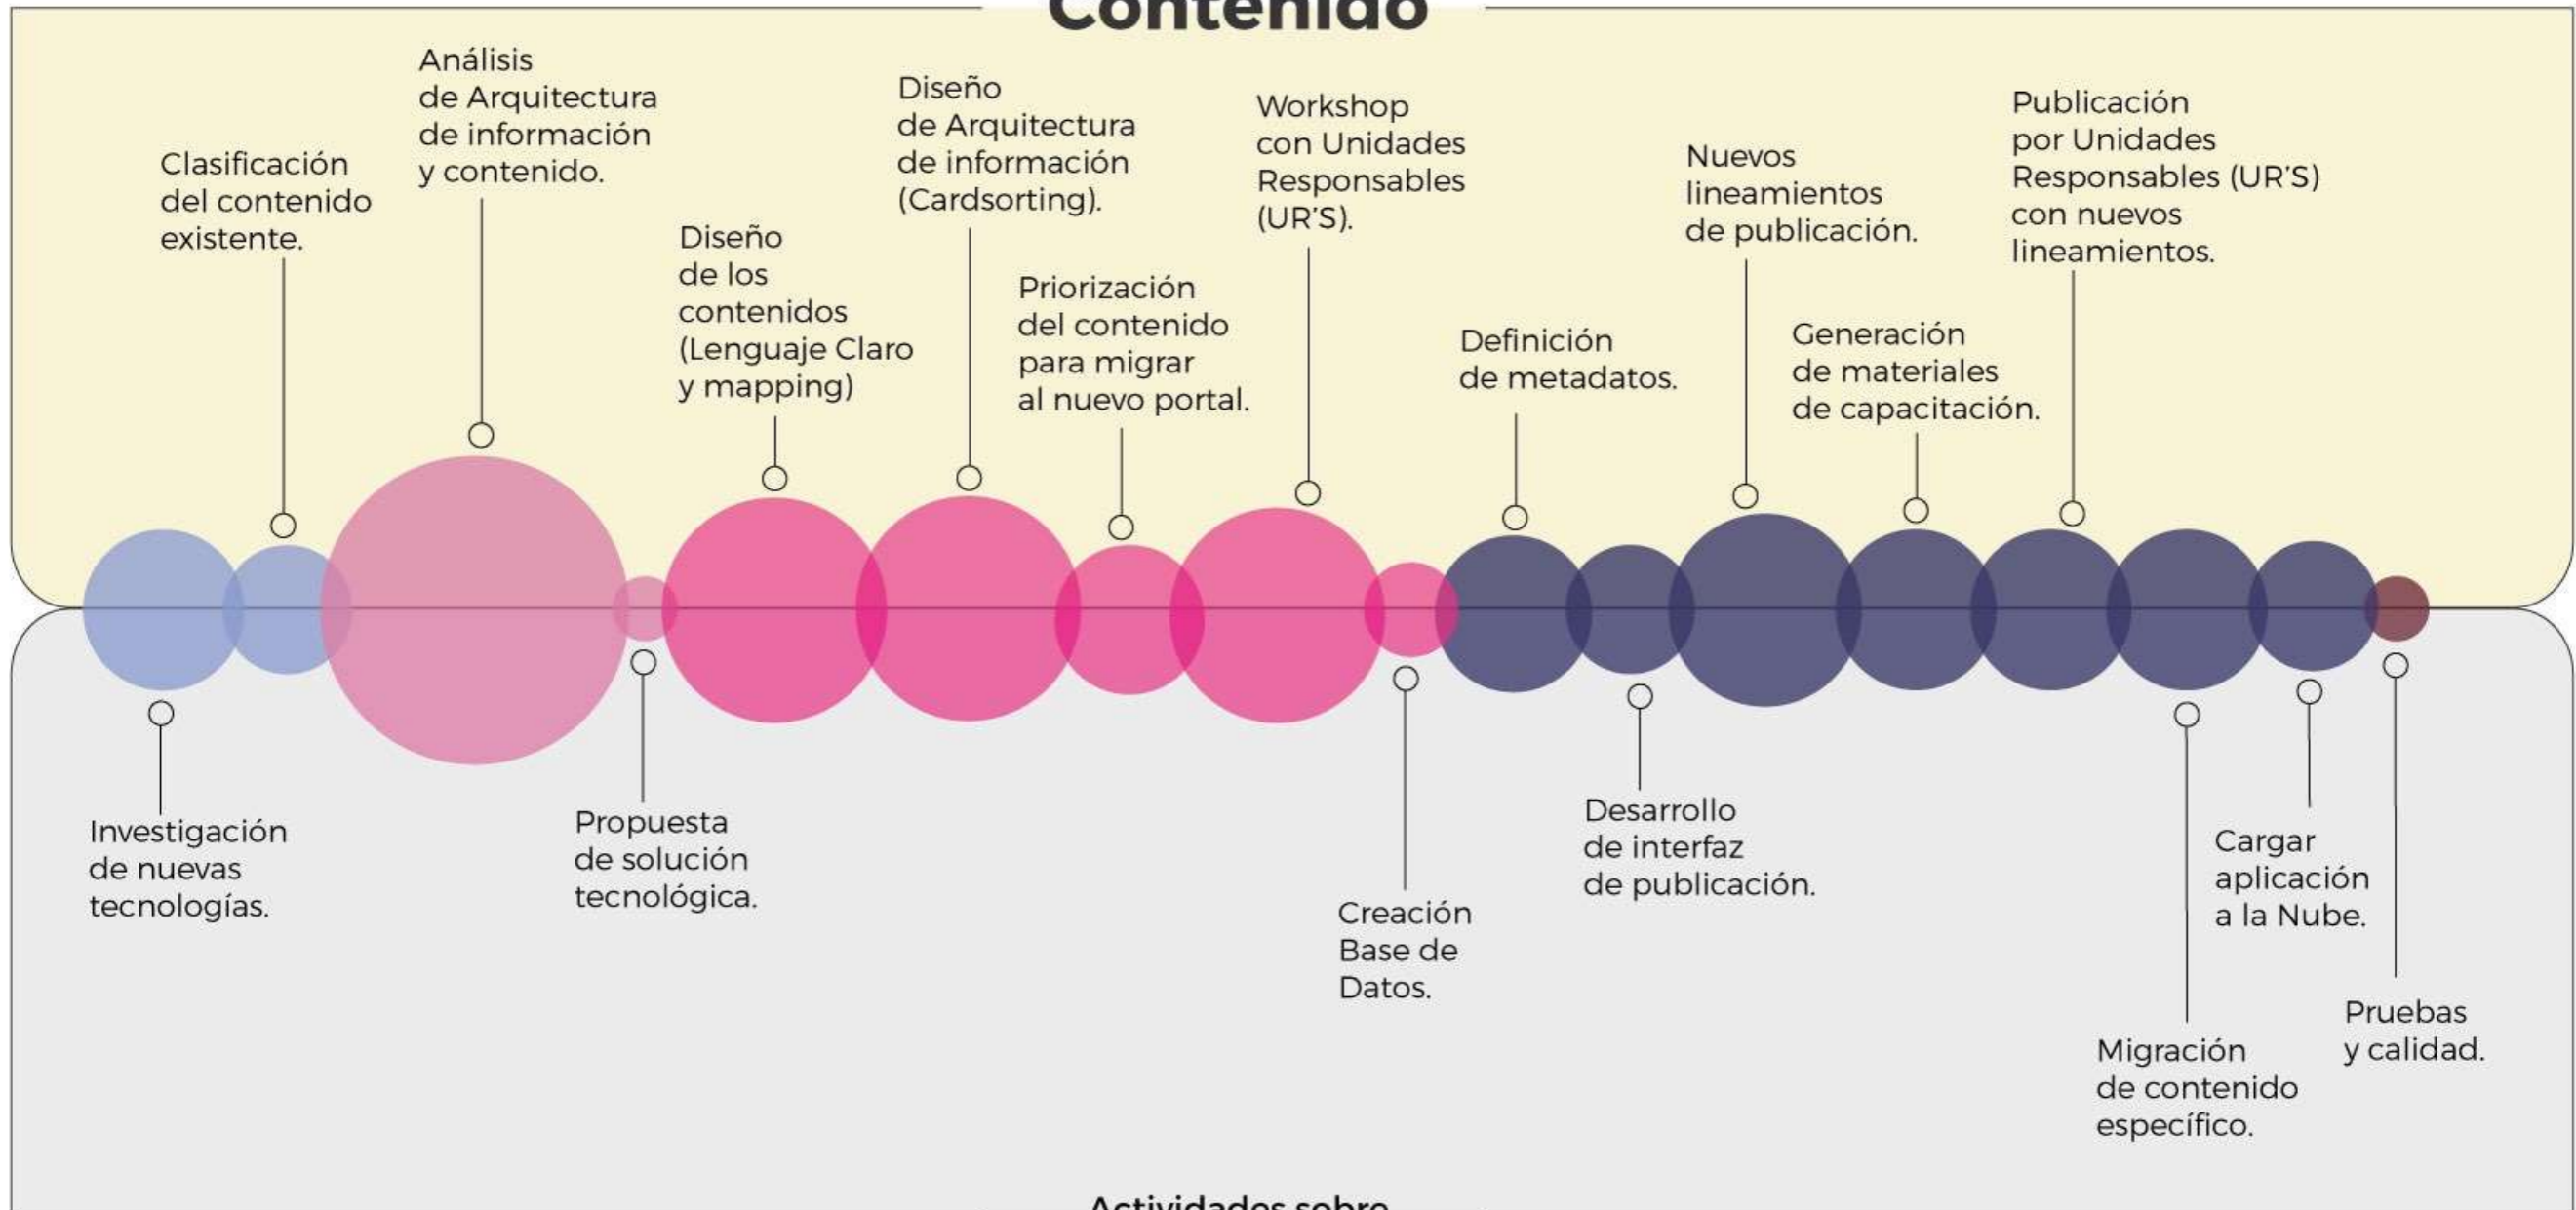 Contenido
Análisis
de Arquitectura
de información
y contenido.
Clasificación
del contenido
existente.
Diseño
de los
contenidos
(Lenguaje Claro
y mapping)
Diseño
de Arquitectura
de información
(Cardsorting).
Priorización
del contenido
para migrar
al nuevo portal.
Workshop
con Unidades
Responsables
(UR'S).
Definición
de metadatos.
Nuevos
lineamientos
de publicación.
Generación
de materiales
de capacitación.
Publicación
por Unidades
Responsables (UR'S)
con nuevos
lineamientos.
Investigación
de nuevas
tecnologías.
Propuesta
de solución
tecnológica.
Creación
Base de
Datos.
Desarrollo
de interfaz
de publicación.
Migración
de contenido
específico.
Cargar
aplicación
a la Nube.
Pruebas
y calidad.
Actividades sobre